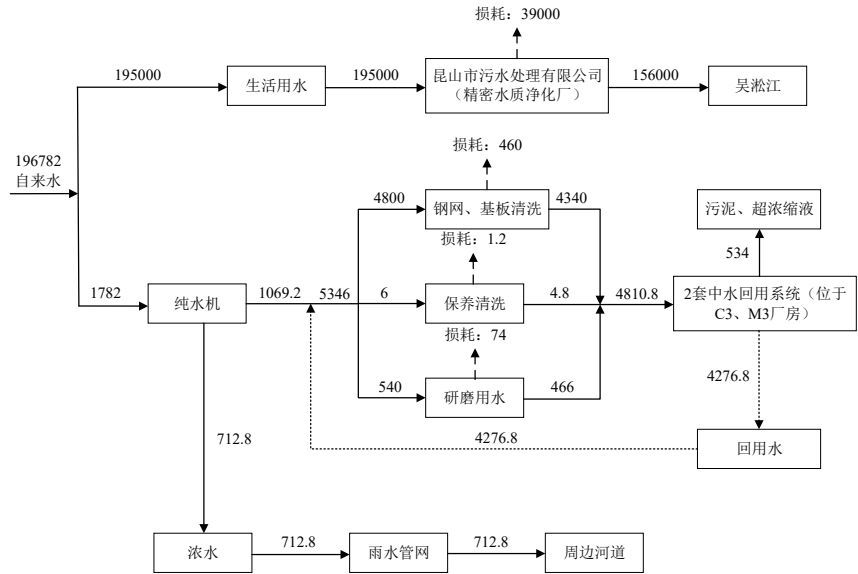 损耗：39000
195000
生活用水
195000
昆山市污水处理有限公司
（精密水质净化厂）
156000
吴淞江
196782
自来水
损耗：460
4800
钢网、基板清洗
4340
污泥、超浓缩液
534
损耗：1.2
1782
纯水机
1069.2
5346
6
保养清洗
4.8
4810.8
2套中水回用系统（位于
C3、M3厂房）
损耗：74
540
研磨用水
466
4276.8
712.8
4276.8
回用水
浓水
712.8
雨水管网
712.8
周边河道